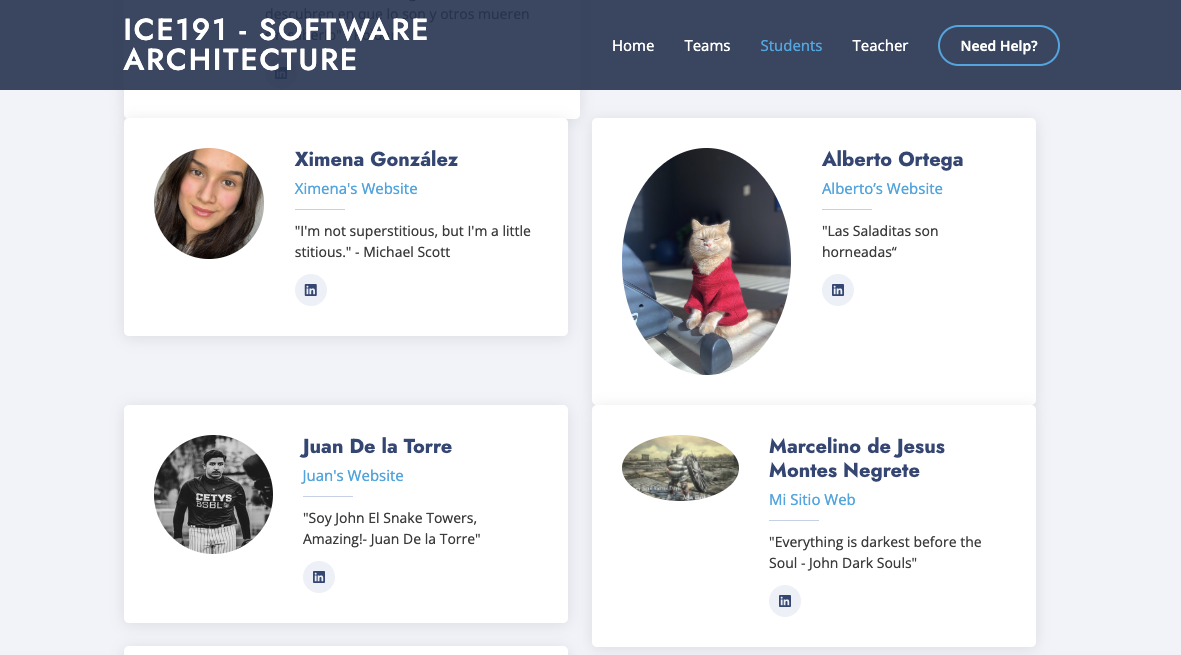 descubren en que lo son y otros mueren
ICE191 - SOFTWARE
ARCHITECTURE
Home
Teams
Students
Teacher
Need Help?
Ximena González
Ximena's Website
"I'm not superstitious, but I'm a little
stitious." - Michael Scott
Alberto Ortega
Alberto’s Website
"Las Saladitas son
horneadas“
Juan De la Torre
Juan's Website
CETYS
BSBL
"Soy John El Snake Towers,
Amazing!- Juan De la Torre"
Marcelino de Jesus
Montes Negrete
Mi Sitio Web
"Everything is darkest before the
Soul - John Dark Souls"